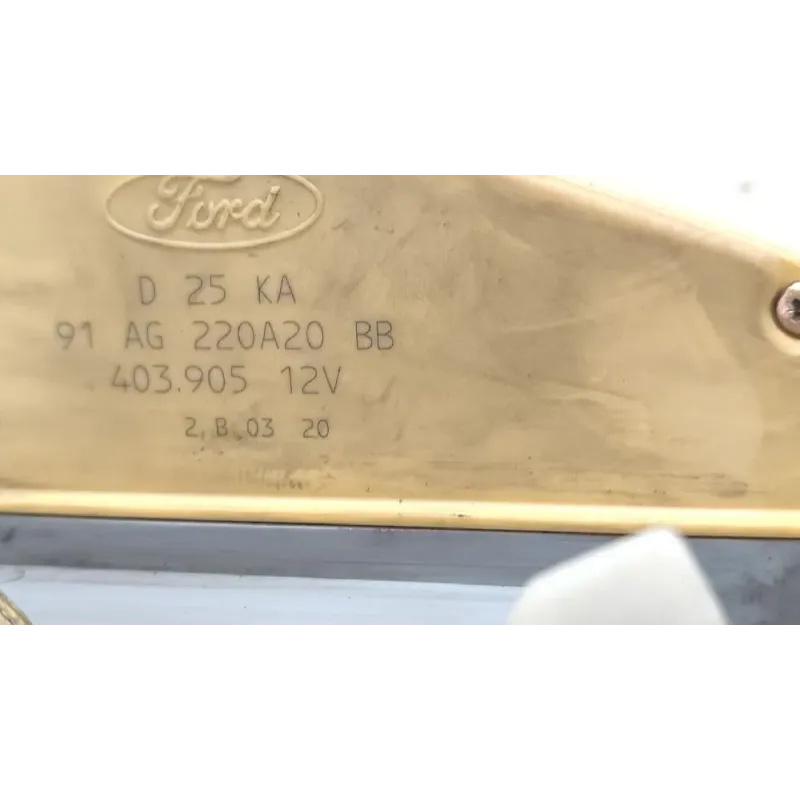 Ford
D 25 KA
91 AG 220A20 BB
403.905 12V
2.B.03 20